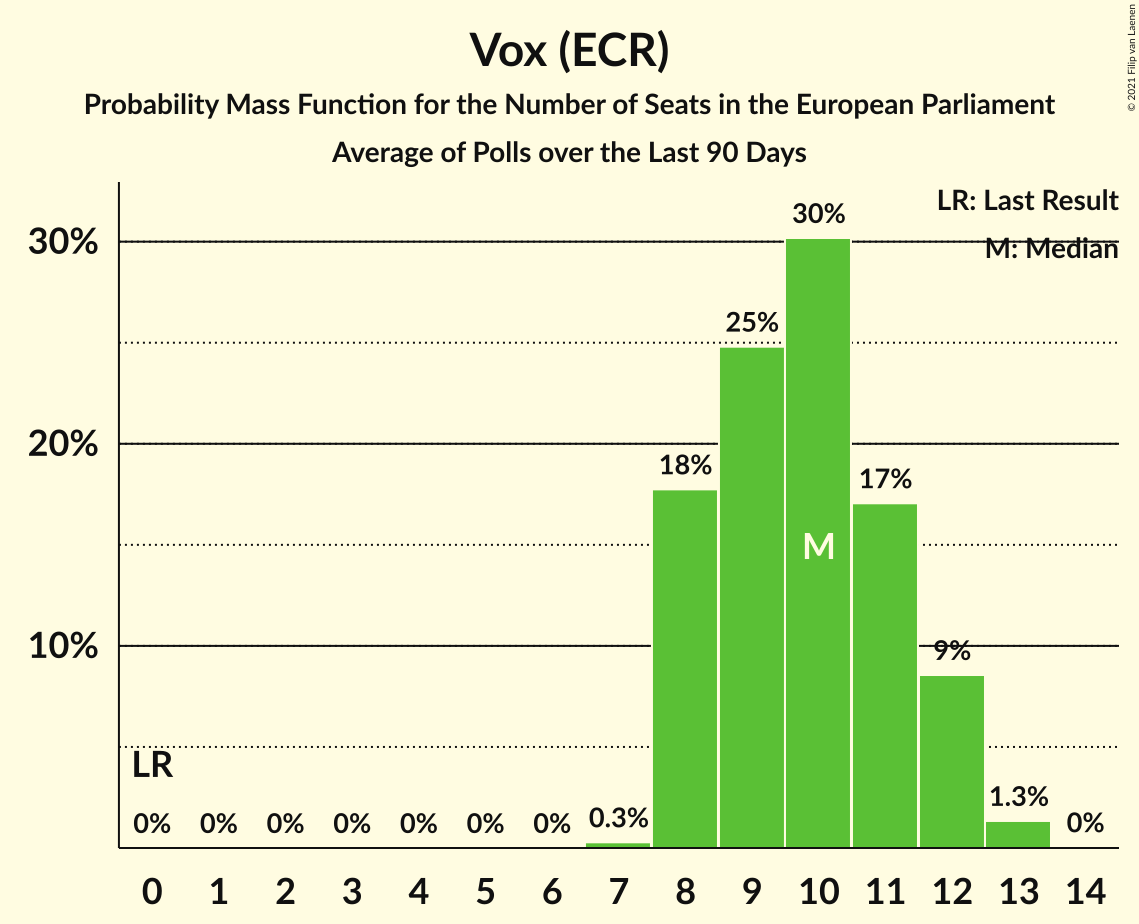 Vox (ECR)
Probability Mass Function for the Number of Seats in the European Parliament
Average of Polls over the Last 90 Days
© 2021 Filip van Laenen
LR: Last Result
M: Median
30%
20%
10%
LR
0% 0% 0% 0% 0% 0% 0% 0.3% 18% 25% 30% 17% 9% 1.3% 0%
M
0 1 2 3 4 5 6 7 8 9 10 11 12 13 14